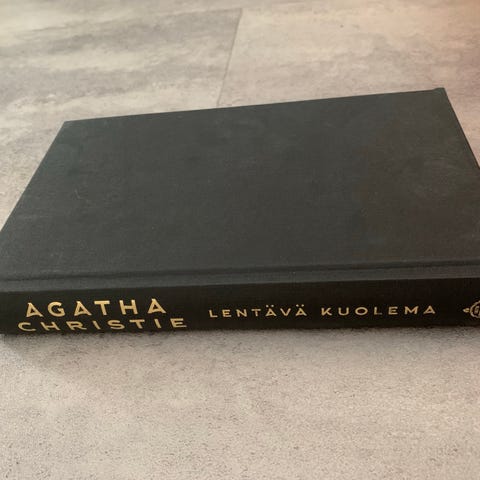 AGATHA
CHRISTIE
LENTÄVÄ KUOLEMA